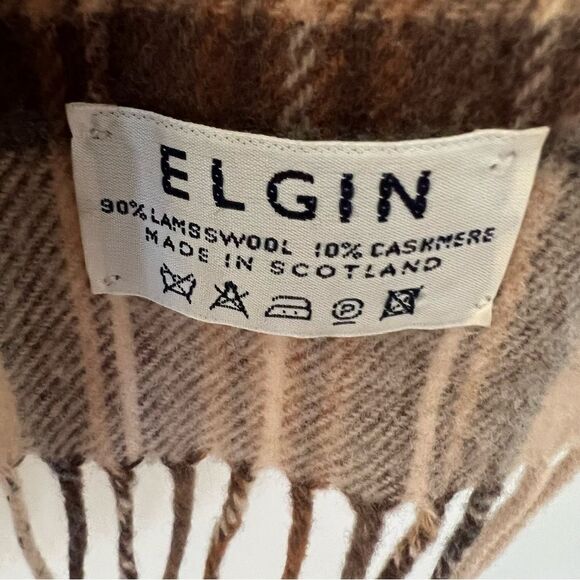 ELGIN
90% LAMBSWOOL 10% CASHMERE
MADE IN SCOTLAND
P